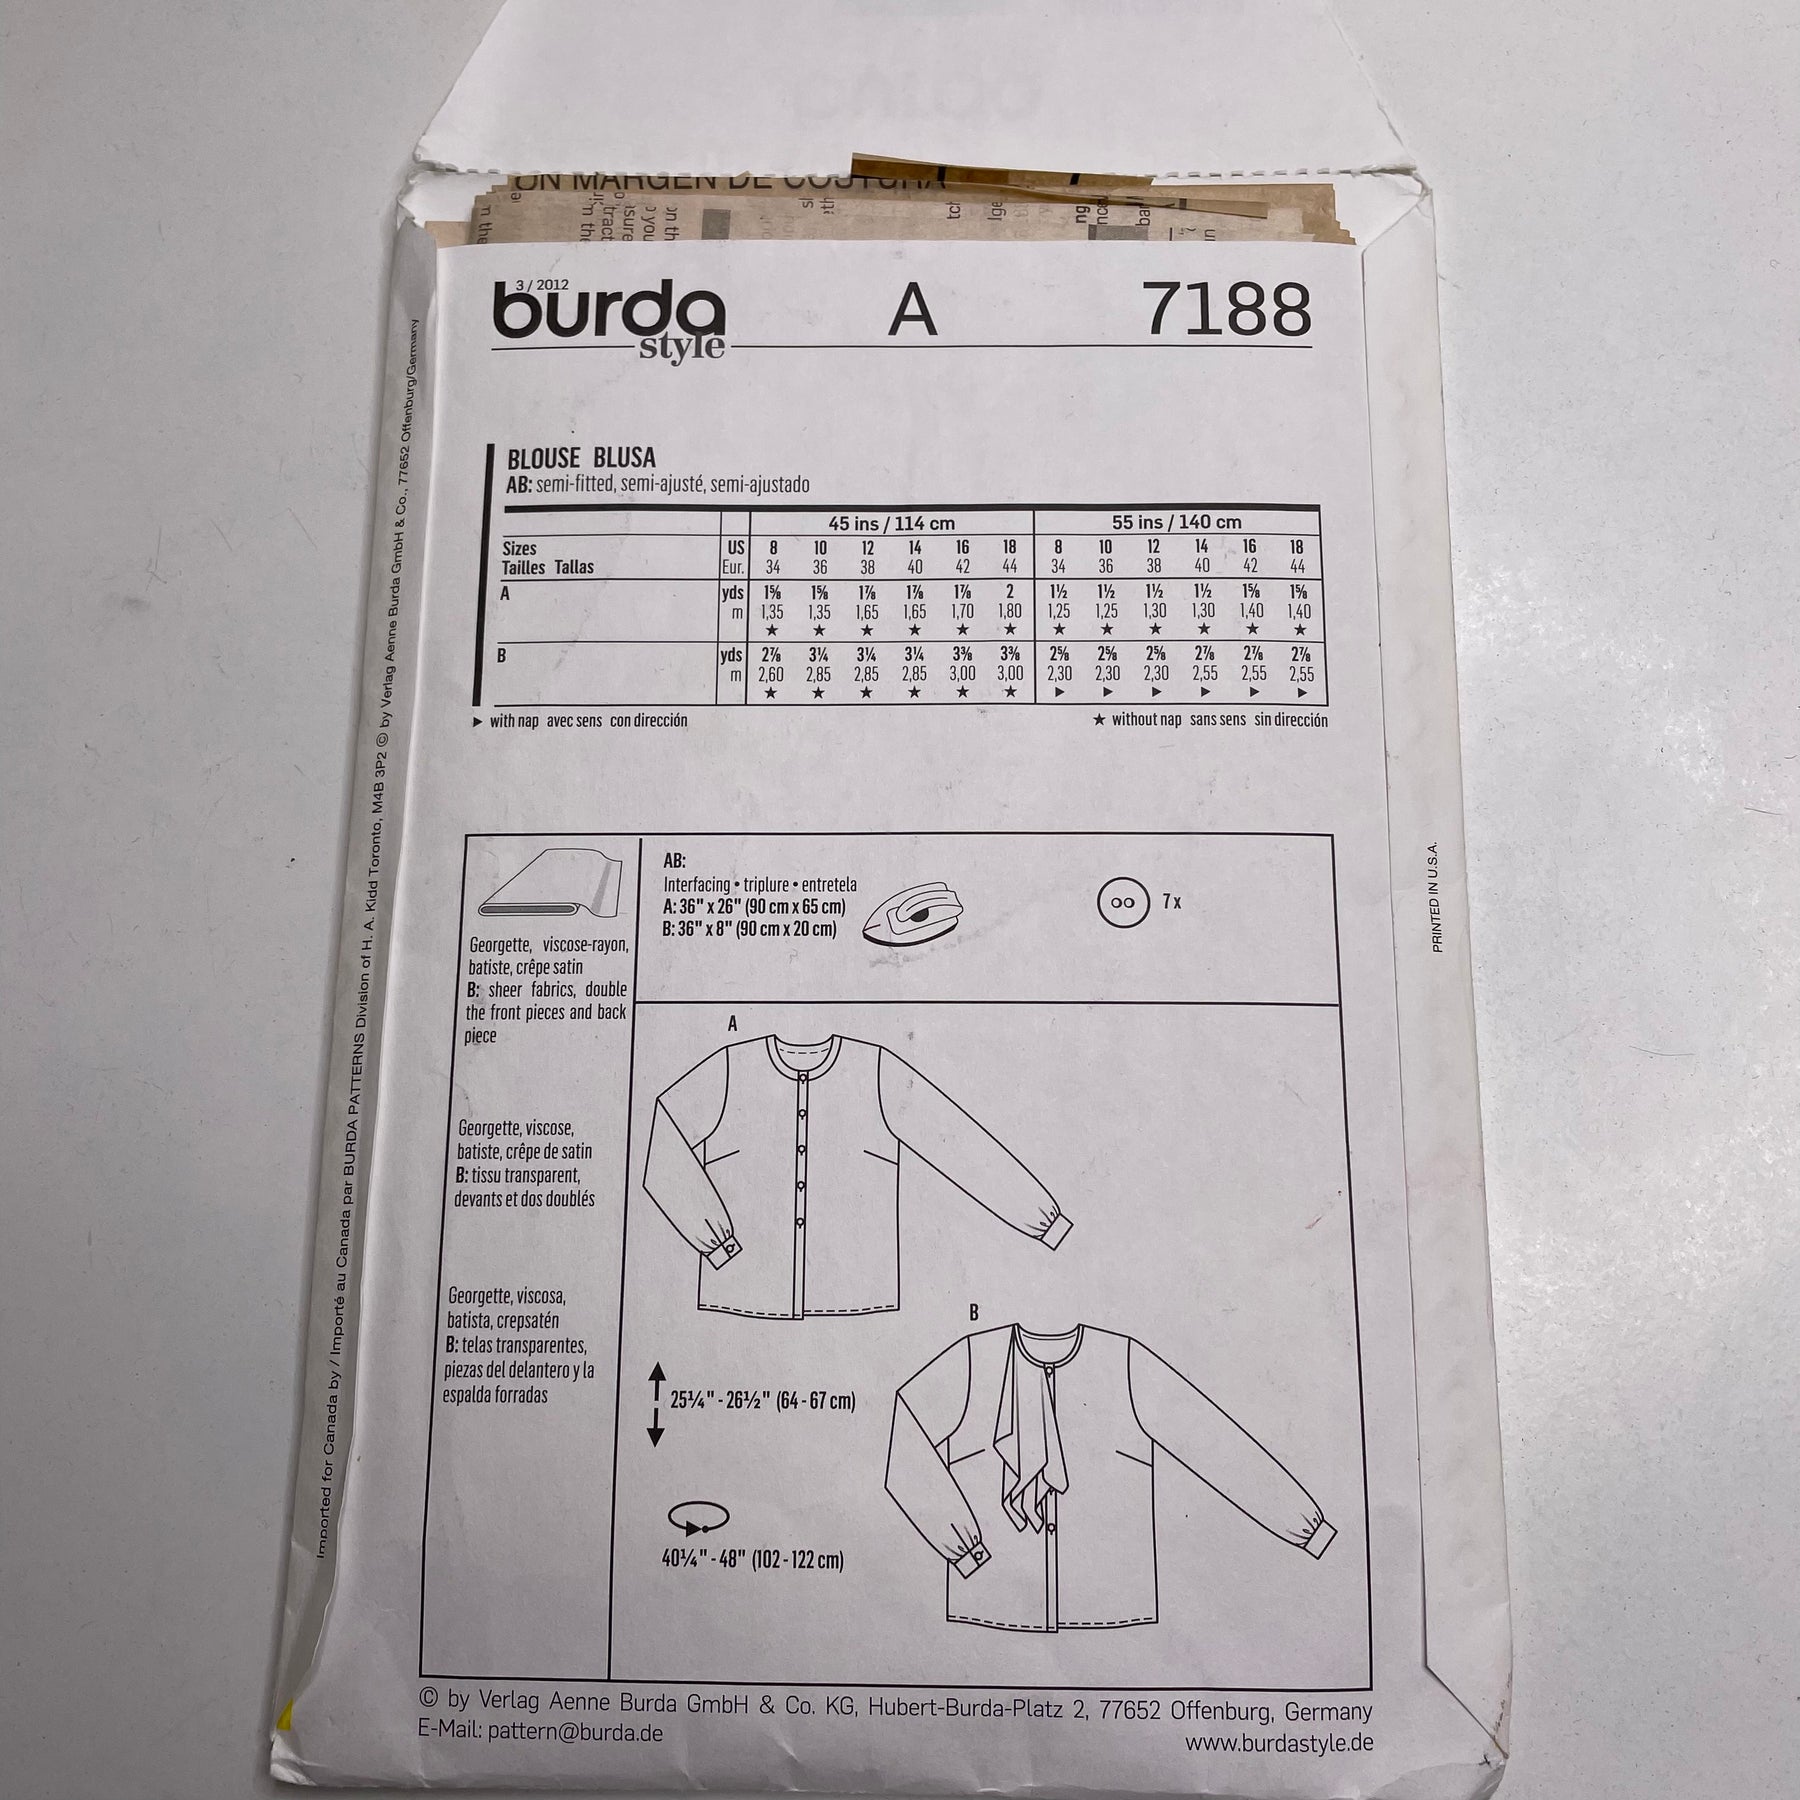 ON MARGEN DE COSTURA
3 / 2012
burda
style
A
7188
BLOUSE BLUSA
AB: semi-fitted, semi-ajusté, semi-ajustado
45 ins / 114 cm 55 ins / 140 cm
Sizes US 8 10 12 14 16 18 8 10 12 14 16 18
Tailles Tallas Eur. 34 36 38 40 42 44 34 36 38 40 42 44
A yds 1⅝ 1⅝ 1⅞ 1⅞ 1⅞ 2 1½ 1½ 1½ 1½ 1⅝ 1⅝
m 1,35 1,35 1,65 1,65 1,70 1,80 1,25 1,25 1,30 1,30 1,40 1,40
★ ★ ★ ★ ★ ★ ★ ★ ★ ★ ★ ★
B yds 2⅞ 3¼ 3¼ 3¼ 3⅜ 3⅜ 2⅝ 2⅝ 2⅝ 2⅞ 2⅞ 2⅞
m 2,60 2,85 2,85 2,85 3,00 3,00 2,30 2,30 2,30 2,55 2,55 2,55
★ ★ ★ ★ ★ ★ ► ► ► ► ► ►
► with nap avec sens con dirección
★ without nap sans sens sin dirección
Georgette, viscose-rayon,
batiste, crêpe satin
B: sheer fabrics, double
the front pieces and back
piece
Georgette, viscose,
batiste, crêpe de satin
B: tissu transparent,
devants et dos doublés
Georgette, viscosa,
batista, crepsatén
B: telas transparentes,
piezas del delantero y la
espalda forradas
AB:
Interfacing • triplure • entretela
A: 36" x 26" (90 cm x 65 cm)
B: 36" x 8" (90 cm x 20 cm)
7 x
A
B
25¼" - 26½" (64 - 67 cm)
40¼" - 48" (102 - 122 cm)
© by Verlag Aenne Burda GmbH & Co. KG, Hubert-Burda-Platz 2, 77652 Offenburg, Germany
E-Mail: pattern@burda.de
www.burdastyle.de
Imported for Canada by / Importé au Canada par BURDA PATTERNS Division of H. A. Kidd Toronto, M4B 3P2 © by Verlag Aenne Burda GmbH & Co., 77652 Offenburg/Germany
PRINTED IN U.S.A.